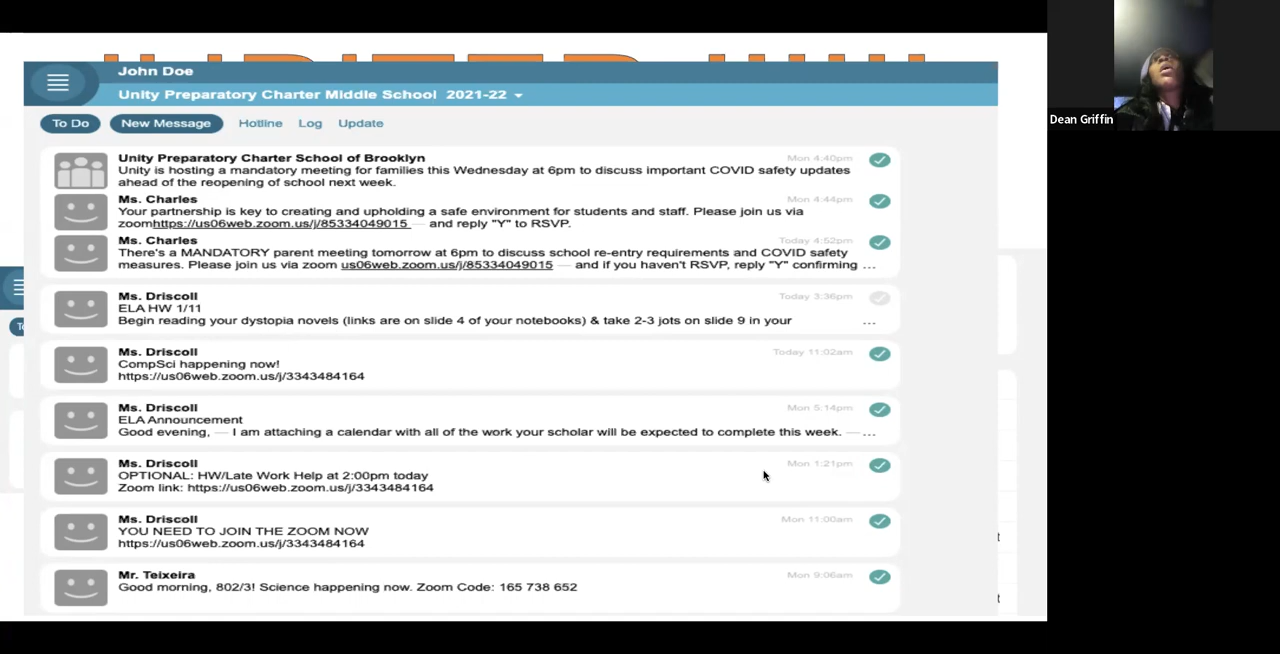 John Doe
Unity Preparatory Charter Middle School 2021-22
To Do New Message Hotline Log Update
Unity Preparatory Charter School of Brooklyn Mon 4:40pm
Unity is hosting a mandatory meeting for families this Wednesday at 6pm to discuss important COVID safety updates
ahead of the reopening of school next week.
Ms. Charles Mon 4:44pm
Your partnership is key to creating and upholding a safe environment for students and staff. Please join us via
zoomhttps://us06web.zoom.us/j/85334049015 — and reply "Y" to RSVP.
Ms. Charles Today 4:52pm
There's a MANDATORY parent meeting tomorrow at 6pm to discuss school re-entry requirements and COVID safety
measures. Please join us via zoom us06web.zoom.us/j/85334049015 — and if you haven't RSVP, reply "Y" confirming ...
Ms. Driscoll Today 3:36pm
ELA HW 1/11
Begin reading your dystopia novels (links are on slide 4 of your notebooks) & take 2-3 jots on slide 9 in your ...
Ms. Driscoll Today 11:02am
CompSci happening now!
https://us06web.zoom.us/j/3343484164
Ms. Driscoll Mon 5:14pm
ELA Announcement
Good evening, — I am attaching a calendar with all of the work your scholar will be expected to complete this week. — ...
Ms. Driscoll Mon 1:21pm
OPTIONAL: HW/Late Work Help at 2:00pm today
Zoom link: https://us06web.zoom.us/j/3343484164
Ms. Driscoll Mon 11:00am
YOU NEED TO JOIN THE ZOOM NOW
https://us06web.zoom.us/j/3343484164
Mr. Teixeira Mon 9:06am
Good morning, 802/3! Science happening now. Zoom Code: 165 738 652
Dean Griffin